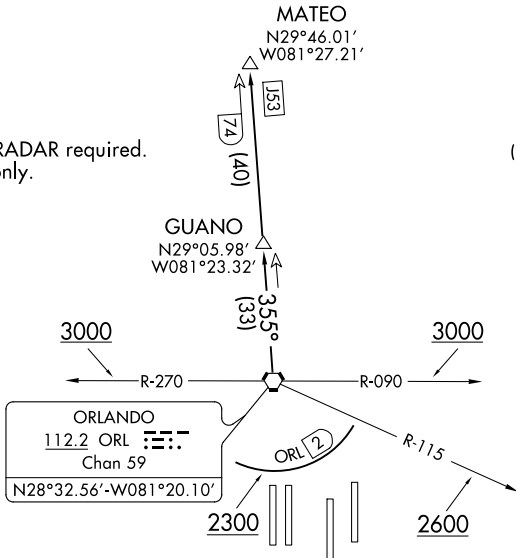 MATEO
N29°46.01'
W081°27.21'
J53
74
(40)
RADAR required.
only.
(
GUANO
N29°05.98'
W081°23.32'
355°
(33)
3000
3000
R-270
R-090
ORLANDO
112.2 ORL
Chan 59
N28°32.56'-W081°20.10'
ORL 2
R-115
2300
2600